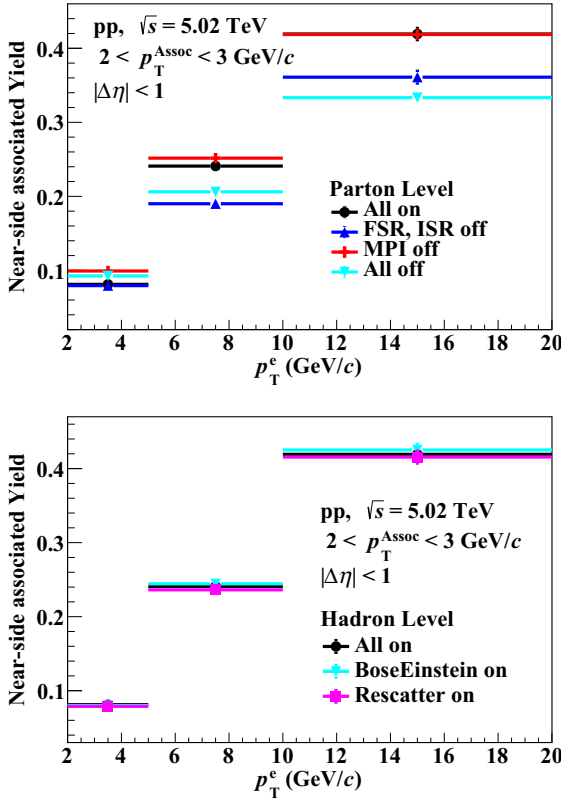 pp, √s = 5.02 TeV
2 < p_T^Assoc < 3 GeV/c
|Δη| < 1
Near-side associated Yield
0.4
0.3
0.2
0.1
Parton Level
All on
FSR, ISR off
MPI off
All off
2 4 6 8 10 12 14 16 18 20
p_T^e (GeV/c)
Near-side associated Yield
0.4
0.3
0.2
0.1
pp, √s = 5.02 TeV
2 < p_T^Assoc < 3 GeV/c
|Δη| < 1
Hadron Level
All on
BoseEinstein on
Rescatter on
2 4 6 8 10 12 14 16 18 20
p_T^e (GeV/c)